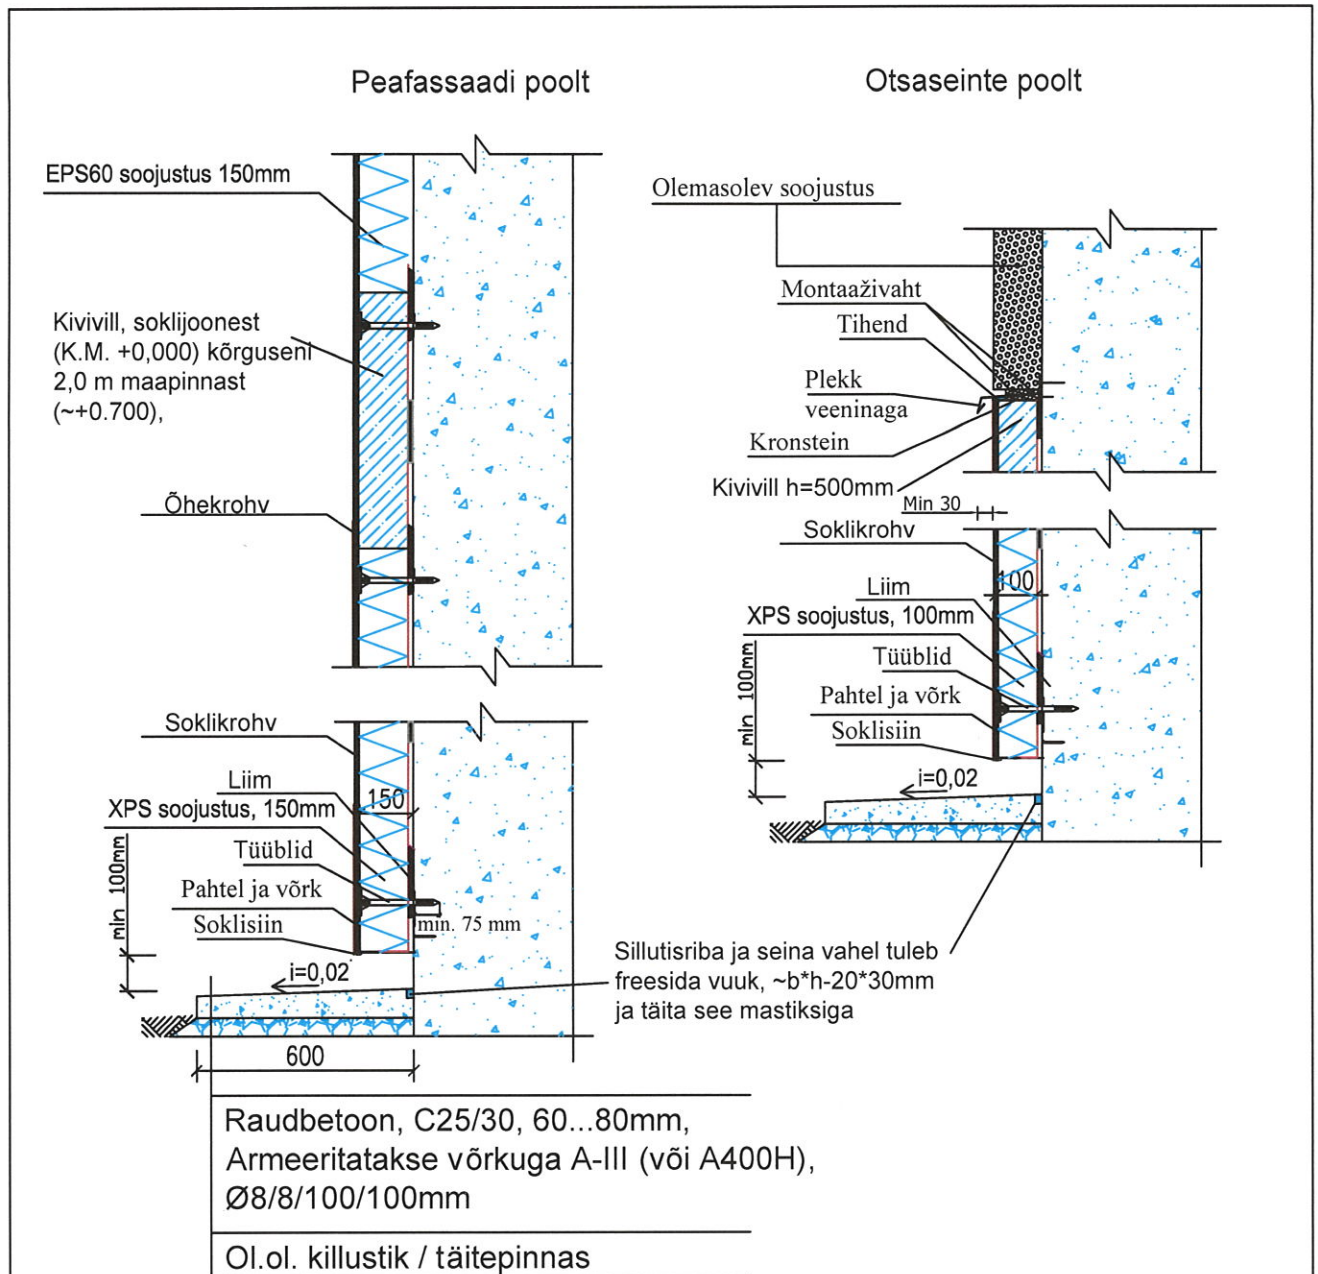 Peafassaadi poolt
EPS60 soojustus 150mm
Kivivill, soklijoonest
(K.M. +0,000) kõrguseni
2,0 m maapinnast
(~+0.700),
Õhekrohv
Soklikrohv
Liim
150
XPS soojustus, 150mm
Tüüblid
min 100mm
Pahtel ja võrk
Soklisiin
min. 75 mm
i=0,02
600
Otsaseinte poolt
Olemasolev soojustus
Montaaživaht
Tihend
Plekk
veeninaga
Kronstein
Kivivill h=500mm
Min 30
Soklikrohv
100
Liim
XPS soojustus, 100mm
Tüüblid
min 100mm
Pahtel ja võrk
Soklisiin
i=0,02
Sillutisriba ja seina vahel tuleb
freesida vuuk, ~b*h-20*30mm
ja täita see mastiksiga
Raudbetoon, C25/30, 60...80mm,
Armeeritatakse võrkuga A-III (või A400H),
Ø8/8/100/100mm
Ol.ol. killustik / täitepinnas